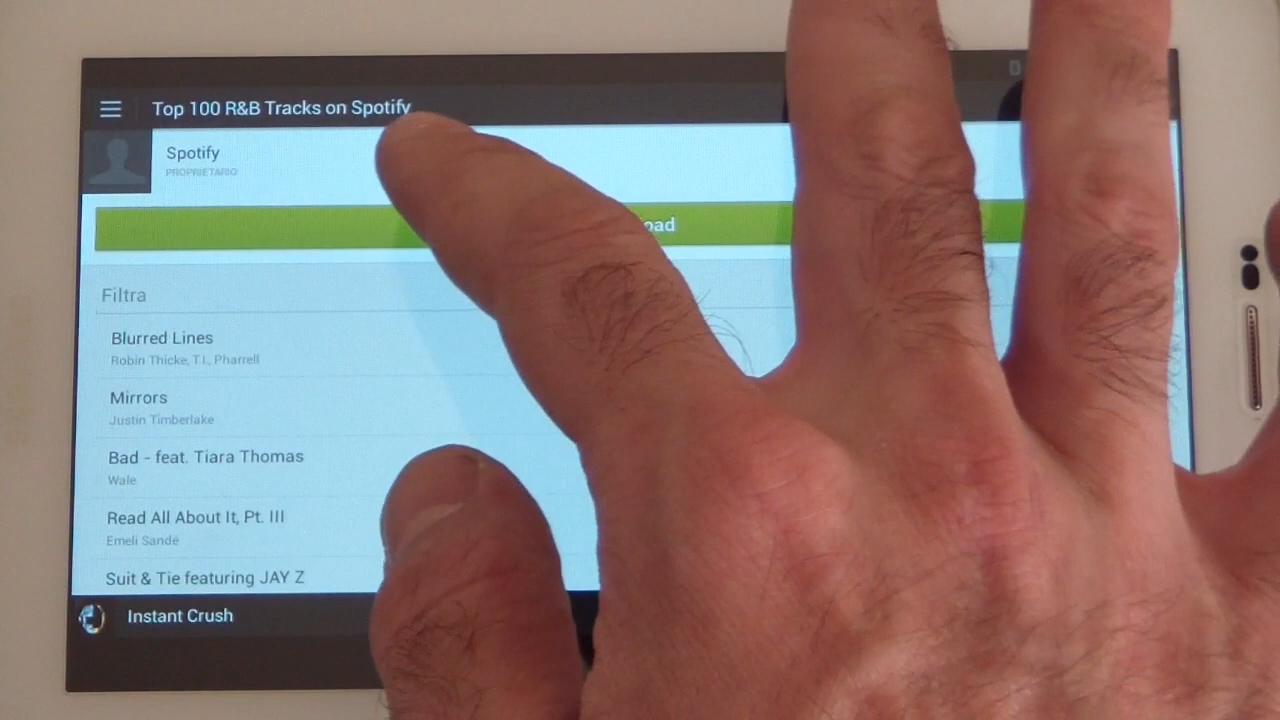 Top 100 R&B Tracks on Spotify
Spotify
PROPRIETARIO
Filtra
Blurred Lines
Robin Thicke, T.I., Pharrell
Mirrors
Justin Timberlake
Bad - feat. Tiara Thomas
Wale
Read All About It, Pt. III
Emeli Sandé
Suit & Tie featuring JAY Z
Instant Crush